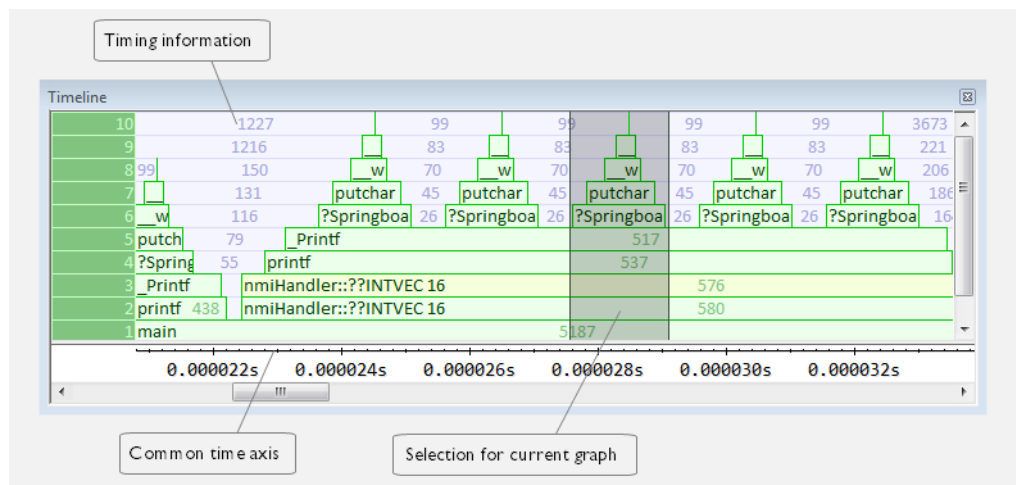 Timing information
Timeline
10 1227 99 99 99 99 3673
9 1216 83 83 83 83 221
8 99 150 __w 70 __w 70 __w 70 __w 70 __w 206
7 131 putchar 45 putchar 45 putchar 45 putchar 45 putchar 186
6 __w 116 ?Springboa 26 ?Springboa 26 ?Springboa 26 ?Springboa 26 ?Springboa 16
5 putch 79 _Printf 517
4 ?Spring 55 printf 537
3 _Printf nmiHandler::??INTVEC 16 576
2 printf 438 nmiHandler::??INTVEC 16 580
1 main 5187
0.000022s 0.000024s 0.000026s 0.000028s 0.000030s 0.000032s
Common time axis
Selection for current graph